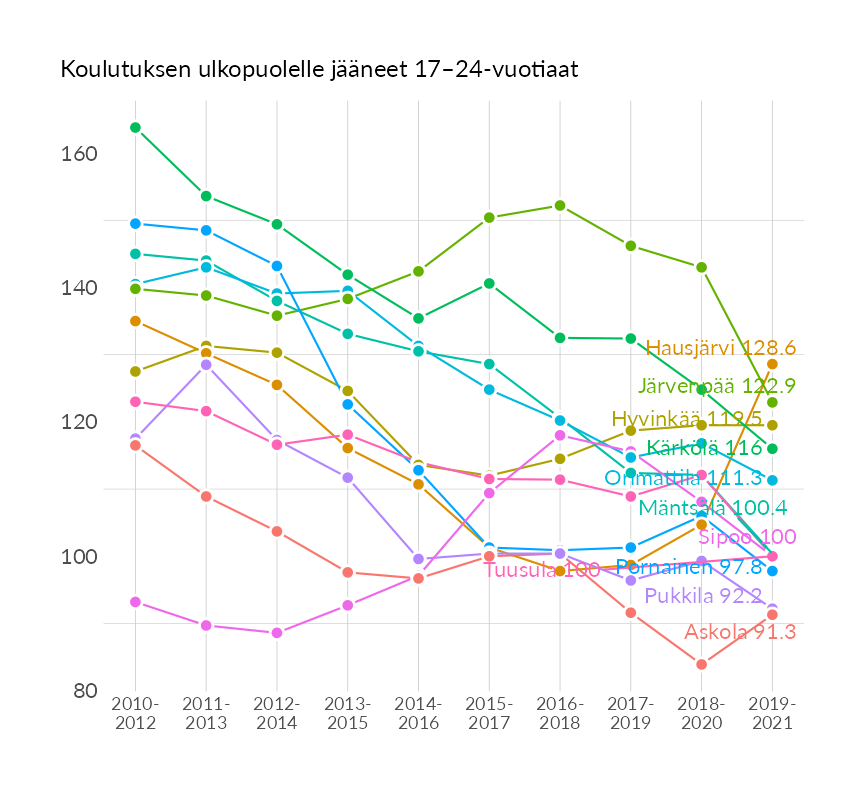 Koulutuksen ulkopuolelle jääneet 17–24-vuotiaat
160
140
120
100
80
Hausjärvi 128.6
Järvenpää 122.9
Hyvinkää 119.5
Kärkölä 116
Orimattila 111.3
Mäntsälä 100.4
Sipoo 100
Tuusula 100
Pornainen 97.8
Pukkila 92.2
Askola 91.3
2010- 2011- 2012- 2013- 2014- 2015- 2016- 2017- 2018- 2019-
2012 2013 2014 2015 2016 2017 2018 2019 2020 2021